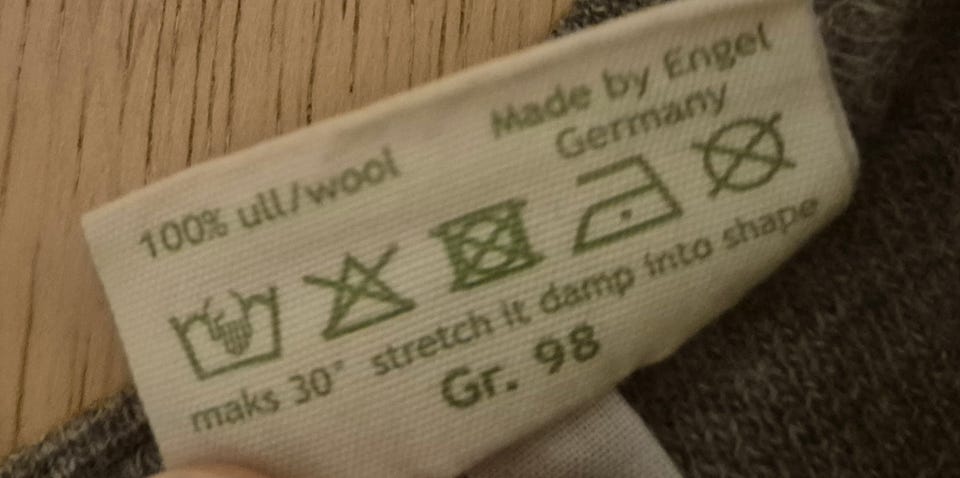 100% ull/wool
Made by Engel
Germany
maks 30° stretch it damp into shape
Gr. 98